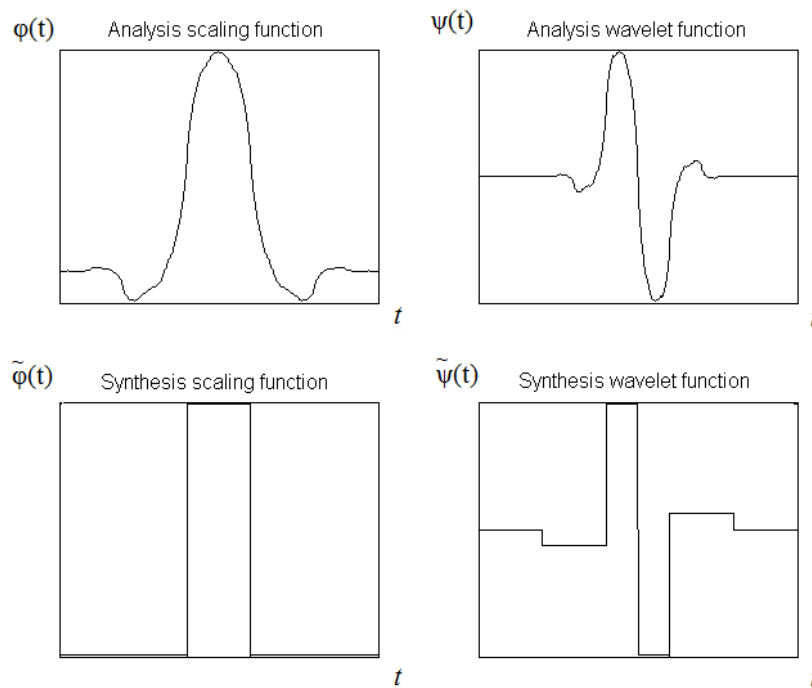 φ(t)
Analysis scaling function
t
ψ(t)
Analysis wavelet function
φ̃(t)
Synthesis scaling function
t
ψ̃(t)
Synthesis wavelet function